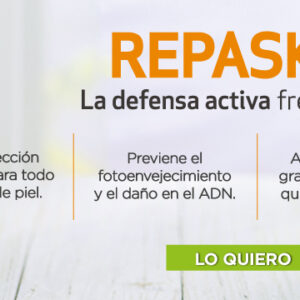 REPASK
La defensa activa fre
ección
ara todo
de piel.
Previene el
fotoenvejecimiento
y el daño en el ADN.
A
gra
qu
LO QUIERO